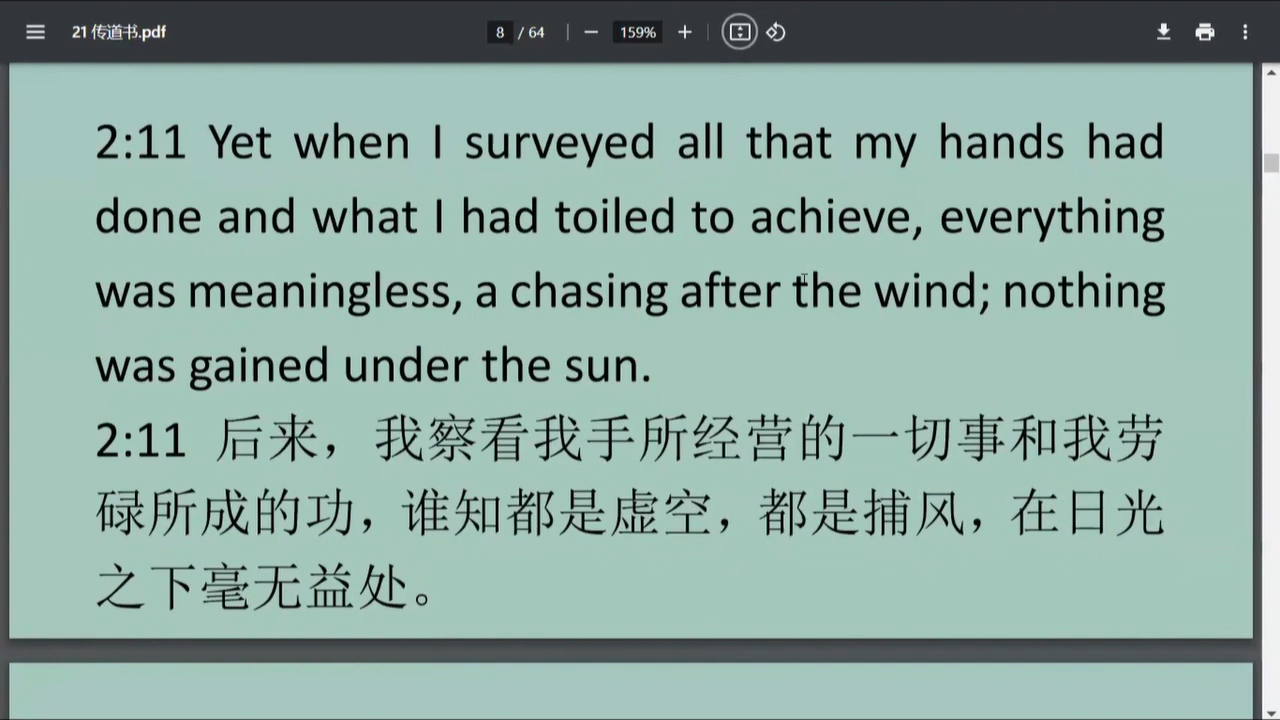 21 传道书.pdf 8 / 64 159%
2:11 Yet when I surveyed all that my hands had
done and what I had toiled to achieve, everything
was meaningless, a chasing after the wind; nothing
was gained under the sun.
2:11 后来，我察看我手所经营的一切事和我劳
碌所成的功，谁知都是虚空，都是捕风，在日光
之下毫无益处。